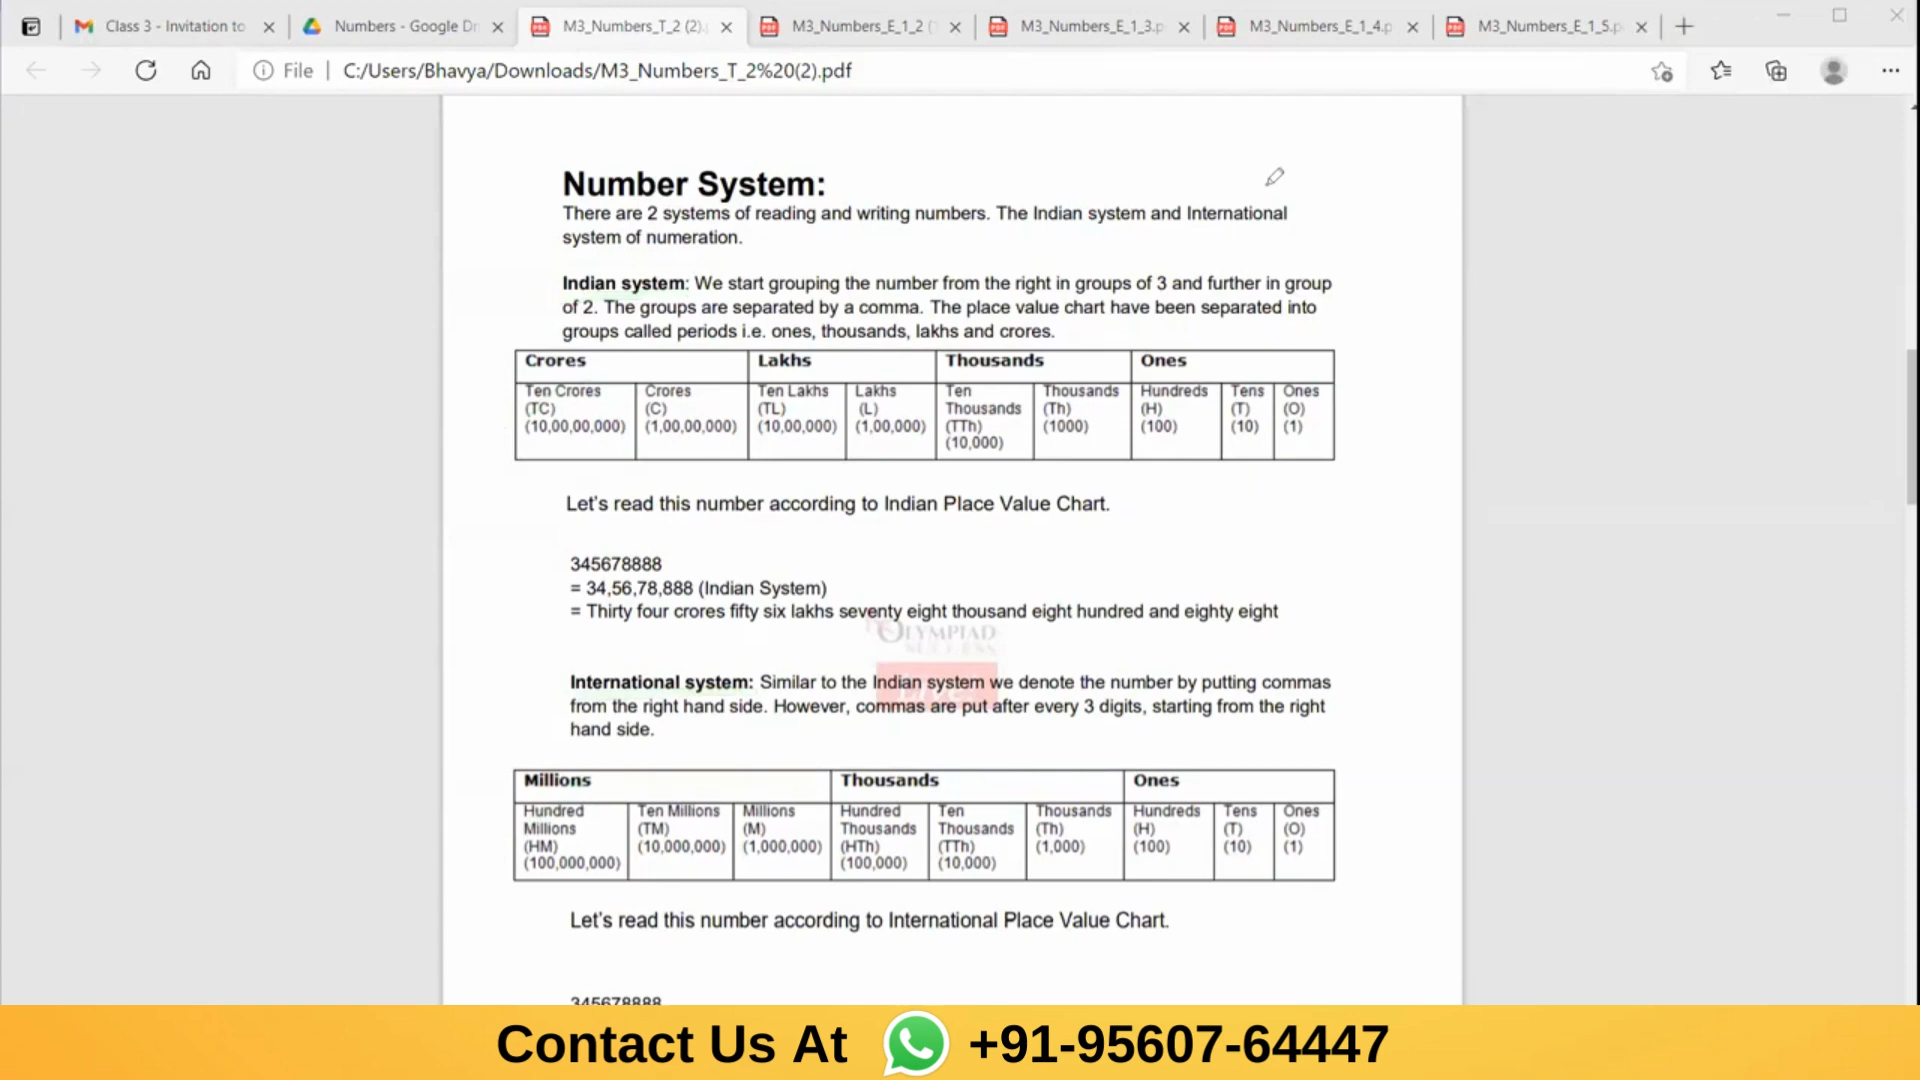 Class 3 - Invitation to
Numbers - Google Dr
M3_Numbers_T_2 (2).
M3_Numbers_E_1_2 (
M3_Numbers_E_1_3.p
M3_Numbers_E_1_4.p
M3_Numbers_E_1_5.p
File | C:/Users/Bhavya/Downloads/M3_Numbers_T_2%20(2).pdf
Number System:
There are 2 systems of reading and writing numbers. The Indian system and International
system of numeration.
Indian system: We start grouping the number from the right in groups of 3 and further in group
of 2. The groups are separated by a comma. The place value chart have been separated into
groups called periods i.e. ones, thousands, lakhs and crores.
Crores Lakhs Thousands Ones
Ten Crores Crores Ten Lakhs Lakhs Ten Thousands Hundreds Tens Ones
(TC) (C) (TL) (L) Thousands (Th) (H) (T) (O)
(10,00,00,000) (1,00,00,000) (10,00,000) (1,00,000) (TTh) (1000) (100) (10) (1)
(10,000)
Let's read this number according to Indian Place Value Chart.
345678888
= 34,56,78,888 (Indian System)
= Thirty four crores fifty six lakhs seventy eight thousand eight hundred and eighty eight
OLYMPIAD
SUCCESS
LIVE
International system: Similar to the Indian system we denote the number by putting commas
from the right hand side. However, commas are put after every 3 digits, starting from the right
hand side.
Millions Thousands Ones
Hundred Ten Millions Millions Hundred Ten Thousands Hundreds Tens Ones
Millions (TM) (M) Thousands Thousands (Th) (H) (T) (O)
(HM) (10,000,000) (1,000,000) (HTh) (TTh) (1,000) (100) (10) (1)
(100,000,000) (100,000) (10,000)
Let's read this number according to International Place Value Chart.
345678888
Contact Us At +91-95607-64447